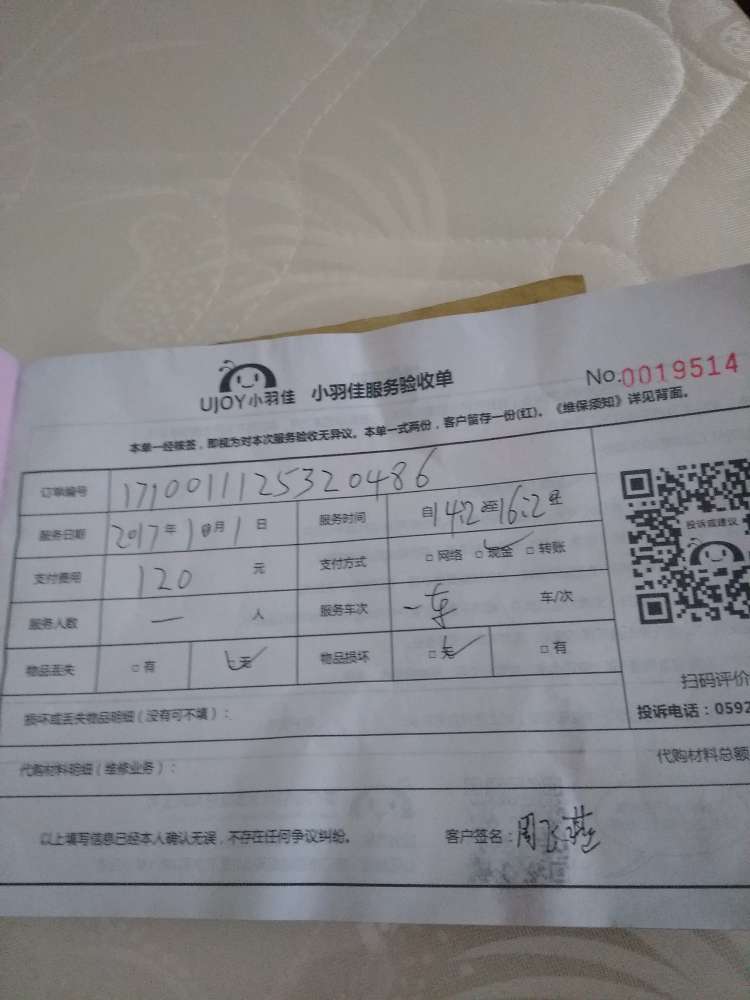 UJOY小羽佳 小羽佳服务验收单 No.0019514
本单一经核签，即视为对本次服务验收无异议。本单一式两份，客户留存一份(红)。《维保须知》详见背面。
订单编号 1710011125320486
服务日期 2017年10月1日 服务时间 自14:2至16:2
投诉或建议
支付费用 120元 支付方式 □网络 □现金 □转账
服务人数 一 人 服务车次 一车 车/次
物品丢失 □有 □无 物品损坏 □无 □有
扫码评价
损坏或丢失物品明细（没有可不填）：
投诉电话：0592
代购材料明细（维修业务）： 代购材料总额
以上填写信息已经本人确认无误，不存在任何争议纠纷。 客户签名：周飞燕